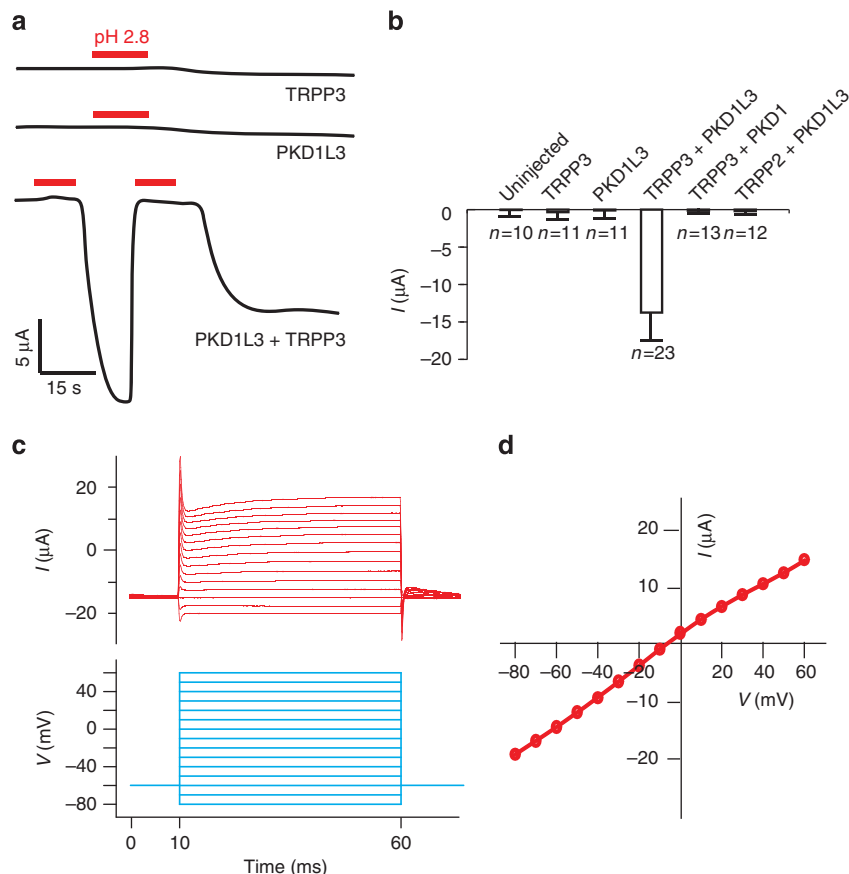 a
pH 2.8
TRPP3
PKD1L3
PKD1L3 + TRPP3
5 µA
15 s
b
Uninjected
TRPP3
PKD1L3
TRPP3 + PKD1L3
TRPP3 + PKD1
TRPP2 + PKD1L3
0
−5
−10
−15
−20
I (µA)
n=10
n=11
n=11
n=23
n=13
n=12
c
20
0
−20
I (µA)
40
0
−40
−80
V (mV)
0
10
60
Time (ms)
d
20
10
−10
−20
I (µA)
−80
−60
−40
−20
0
20
40
60
V (mV)